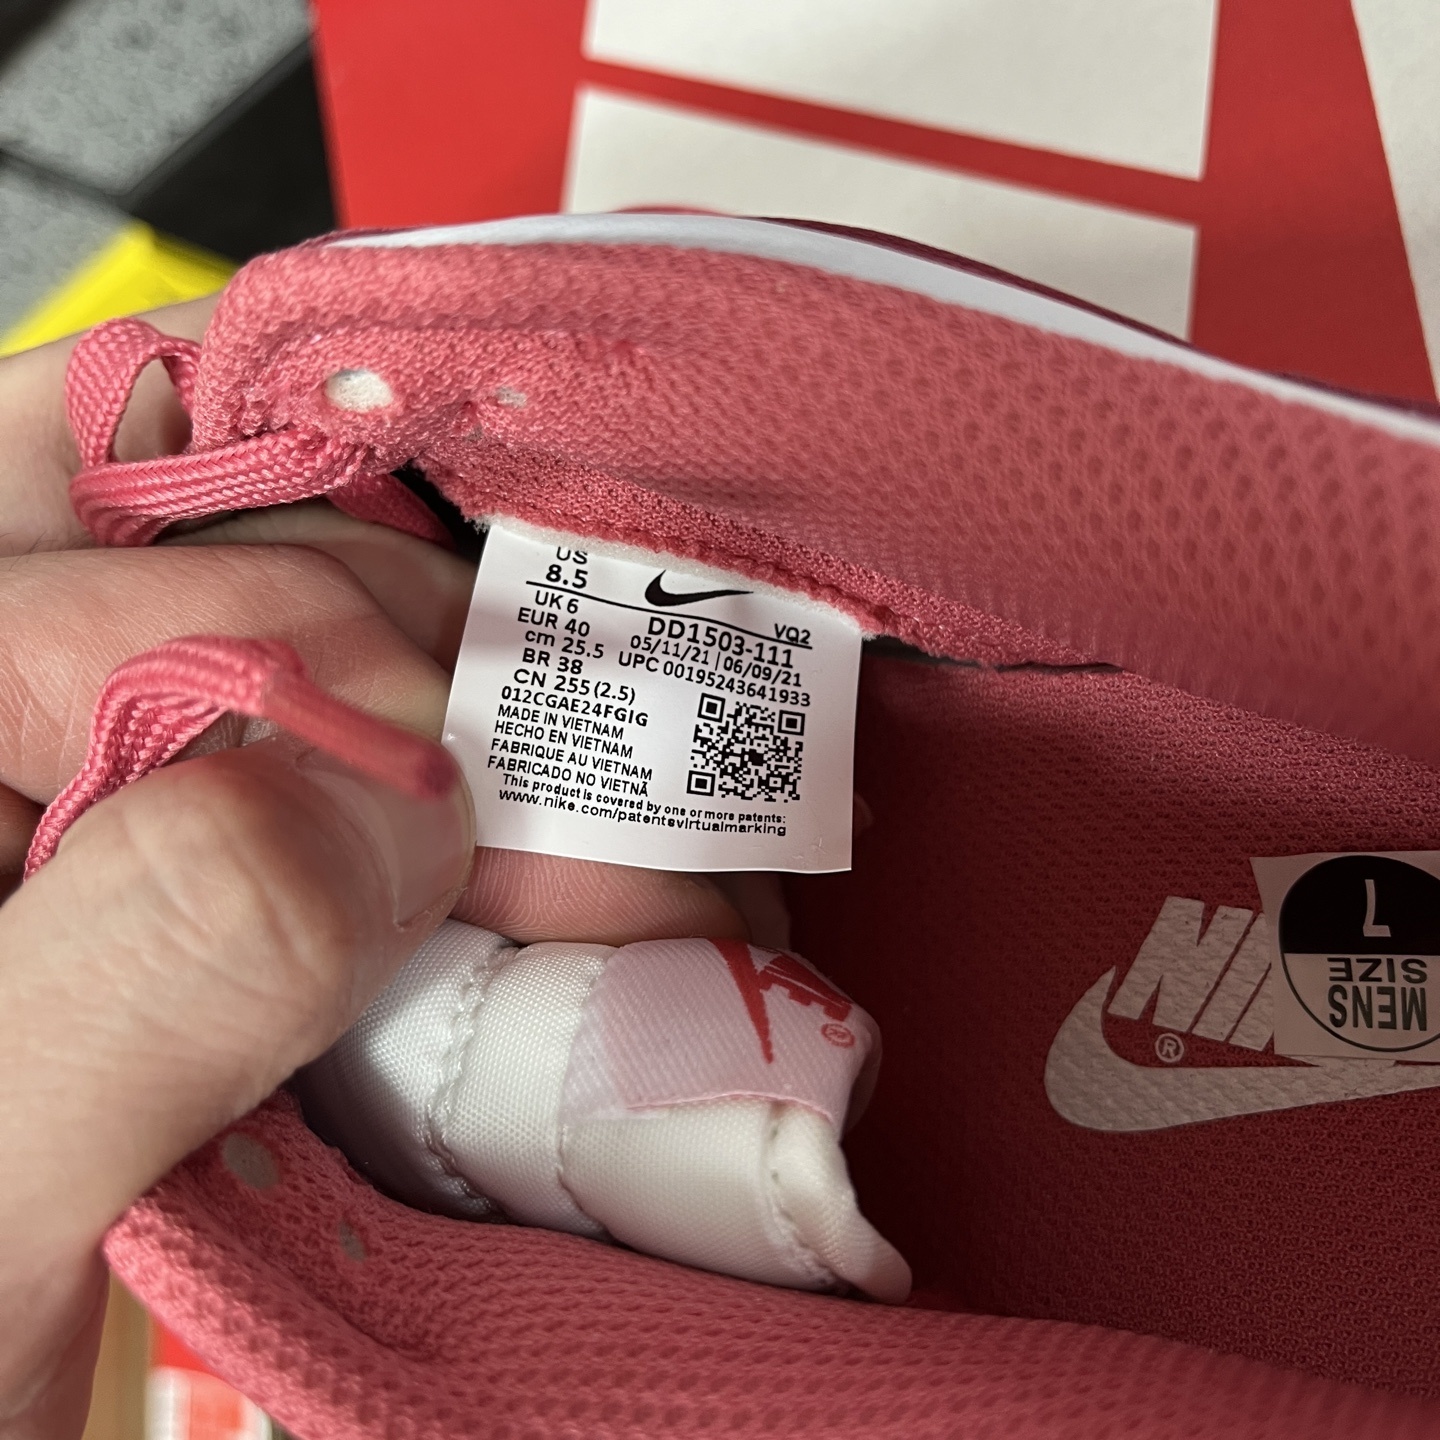 US
8.5
UK 6
EUR 40
cm 25.5
BR 38
CN 255 (2.5)
VQ2
DD1503-111
05/11/21 | 06/09/21
UPC 00195243641933
012CGAE24FGIG
MADE IN VIETNAM
HECHO EN VIETNAM
FABRIQUE AU VIETNAM
FABRICADO NO VIETNÃ
This product is covered by one or more patents:
www.nike.com/patentsvirtualmarking
MENS
SIZE
7
®